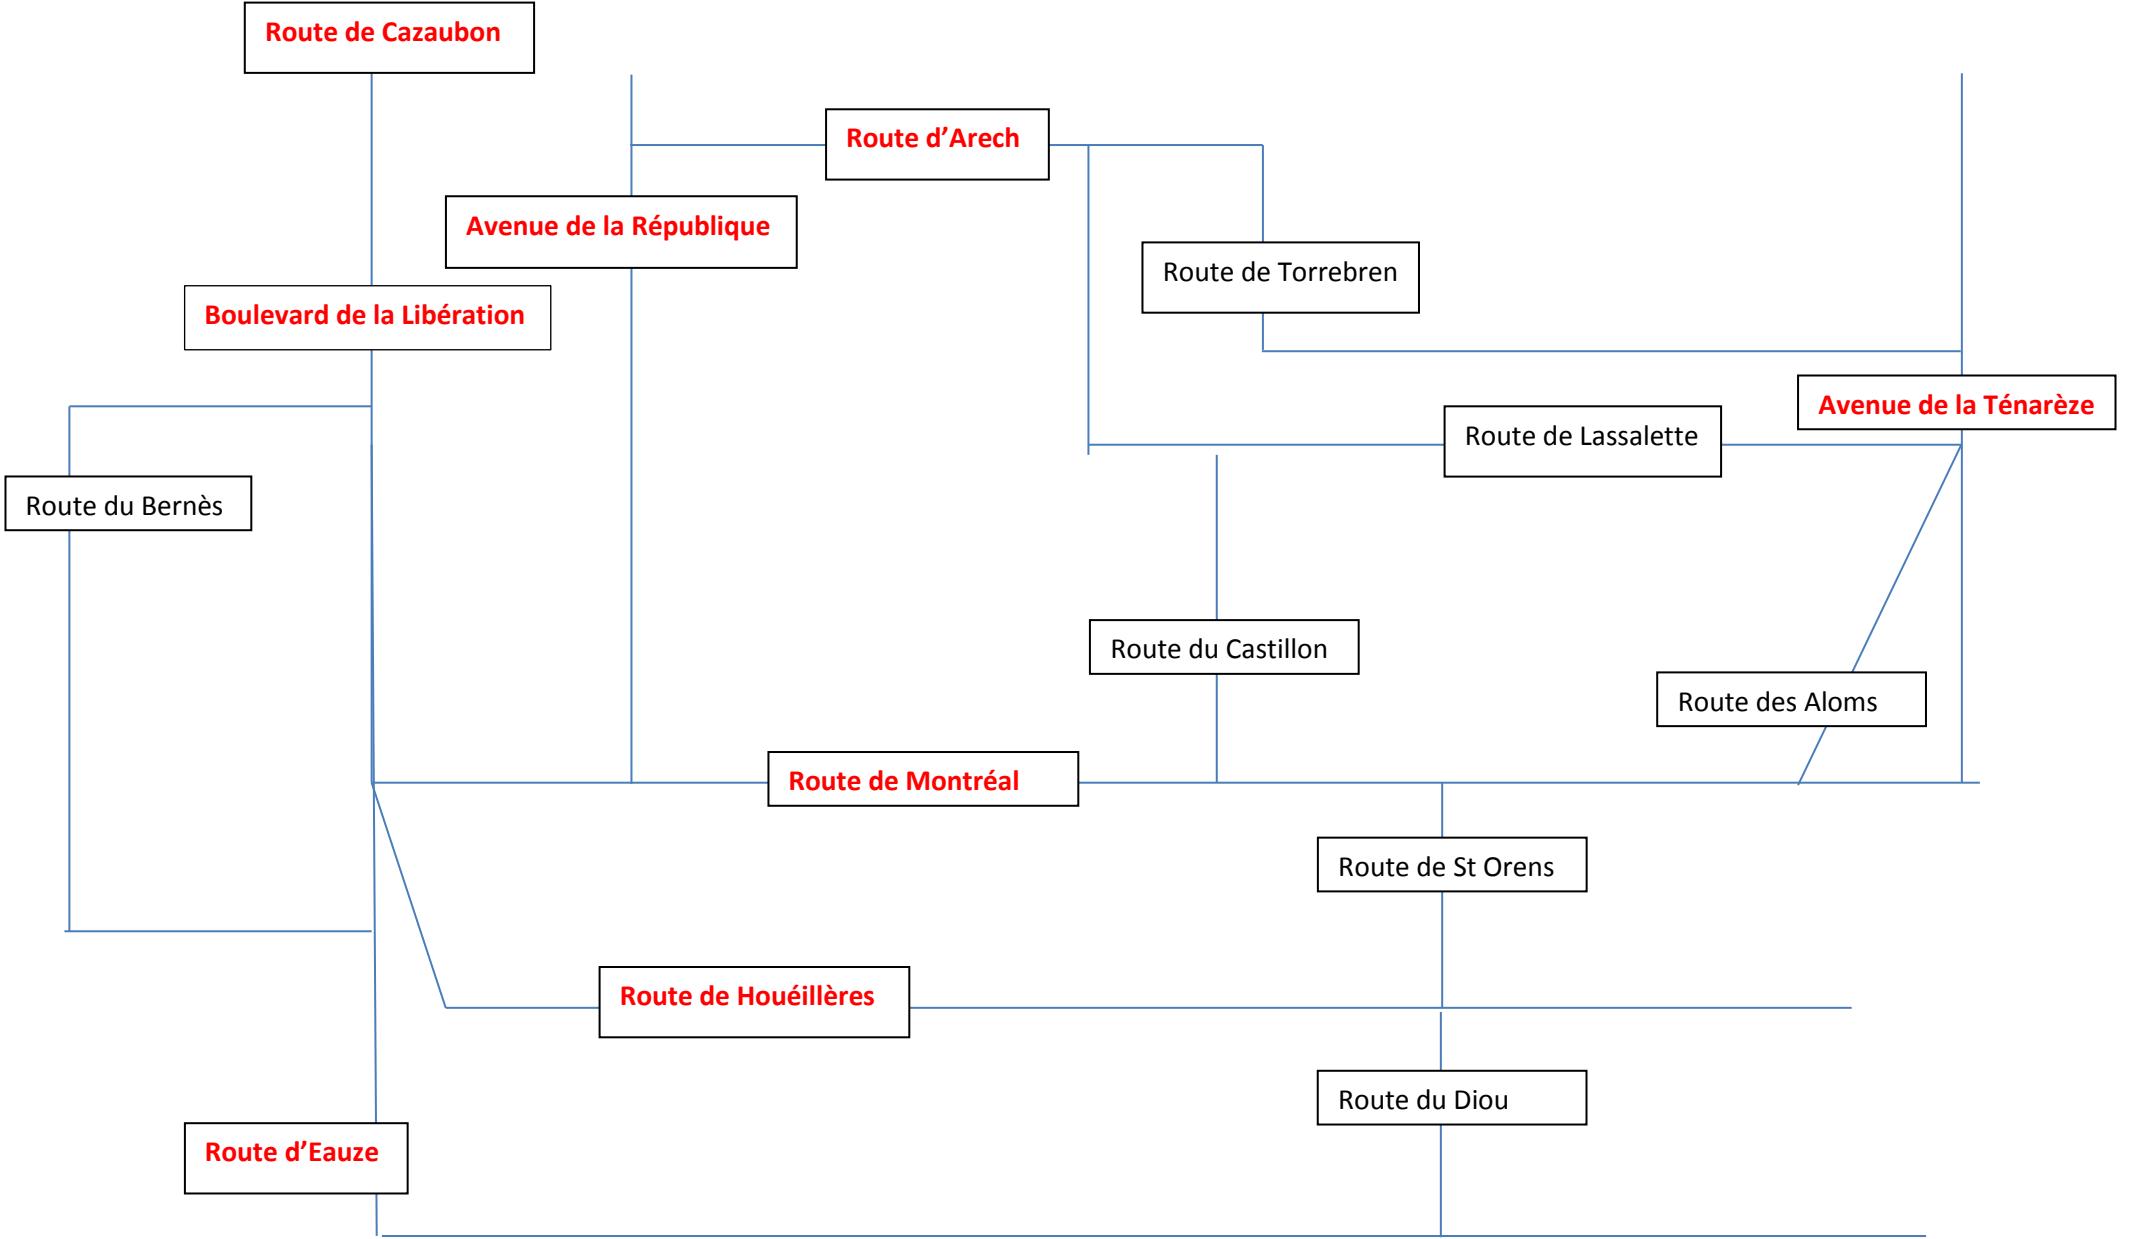 Route de Cazaubon
Route d’Arech
Avenue de la République
Route de Torrebren
Boulevard de la Libération
Avenue de la Ténarèze
Route de Lassalette
Route du Bernès
Route du Castillon
Route des Aloms
Route de Montréal
Route de St Orens
Route de Houéillères
Route du Diou
Route d’Eauze